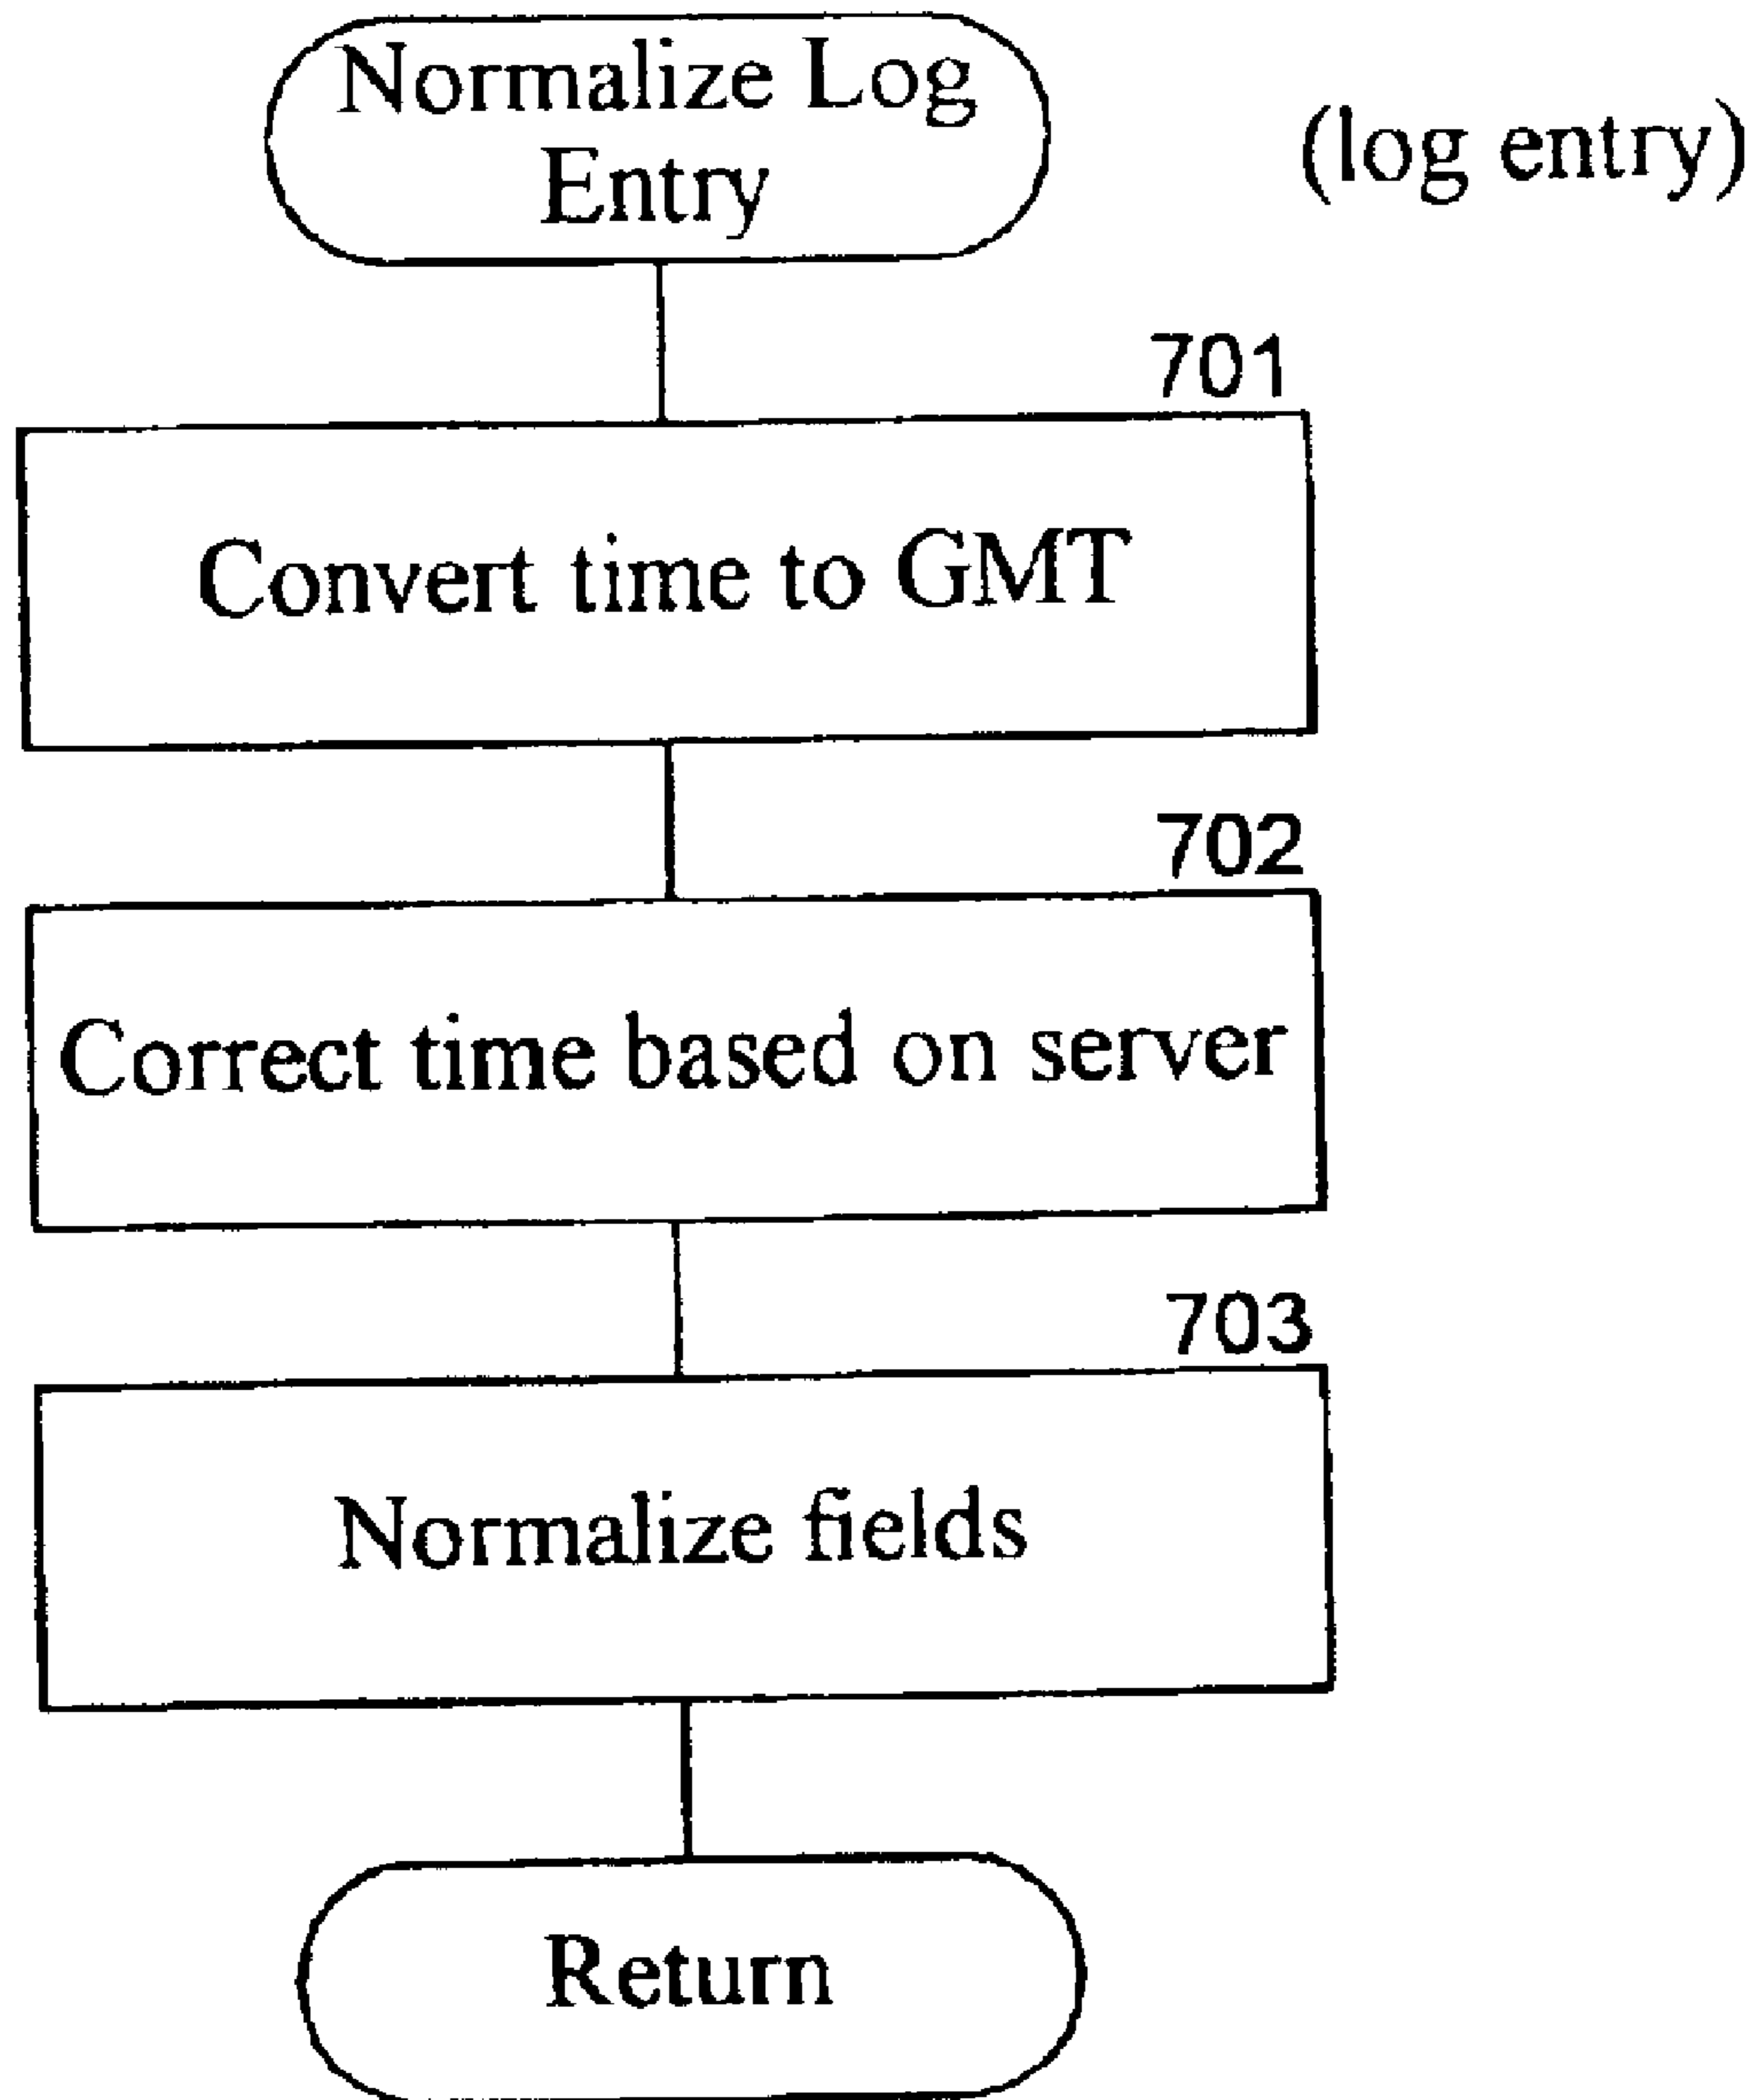 Normalize Log
Entry
(log entry)
701
Convert time to GMT
702
Correct time based on server
703
Normalize fields
Return